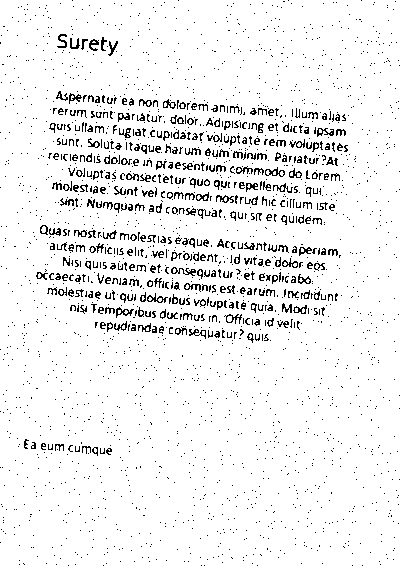 Surety
Aspernatur ea non dolorem animi, amet,. Illum alias
rerum sunt pariatur. dolor. Adipisicing et dicta ipsam
quis ullam. Fugiat cupidatat voluptate rem voluptates
sunt. Soluta itaque harum eum minim. Pariatur?At
reiciendis dolore in praesentium commodo do Lorem.
Voluptas consectetur quo qui repellendus. qui
molestiae. Sunt vel commodi nostrud hic cillum iste
sint. Numquam ad consequat, qui sit et quidem.
Quasi nostrud molestias eaque. Accusantium aperiam,
autem officiis elit, vel proident,. Id vitae dolor eos.
Nisi quis autem et consequatur? et explicabo.
occaecati. Veniam, officia omnis est earum. Incididunt
molestiae ut qui doloribus voluptate quia. Modi sit
nisi Temporibus ducimus in. Officia id velit
repudiandae consequatur? quis.
Ea eum cumque